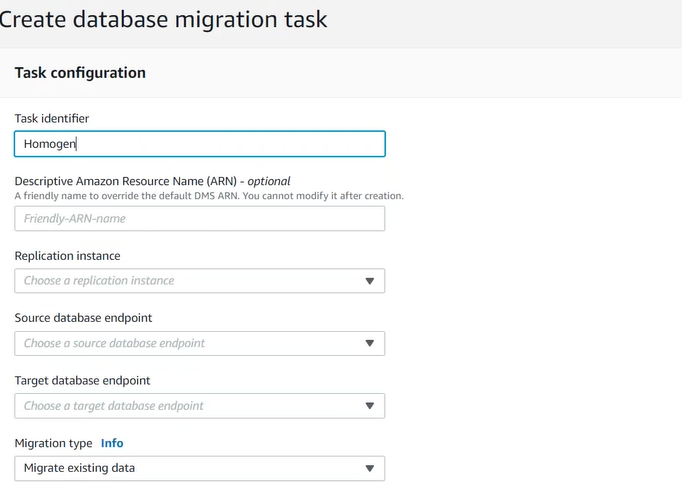 Create database migration task
Task configuration
Task identifier
Homogen
Descriptive Amazon Resource Name (ARN) - optional
A friendly name to override the default DMS ARN. You cannot modify it after creation.
Friendly-ARN-name
Replication instance
Choose a replication instance
Source database endpoint
Choose a source database endpoint
Target database endpoint
Choose a target database endpoint
Migration type Info
Migrate existing data